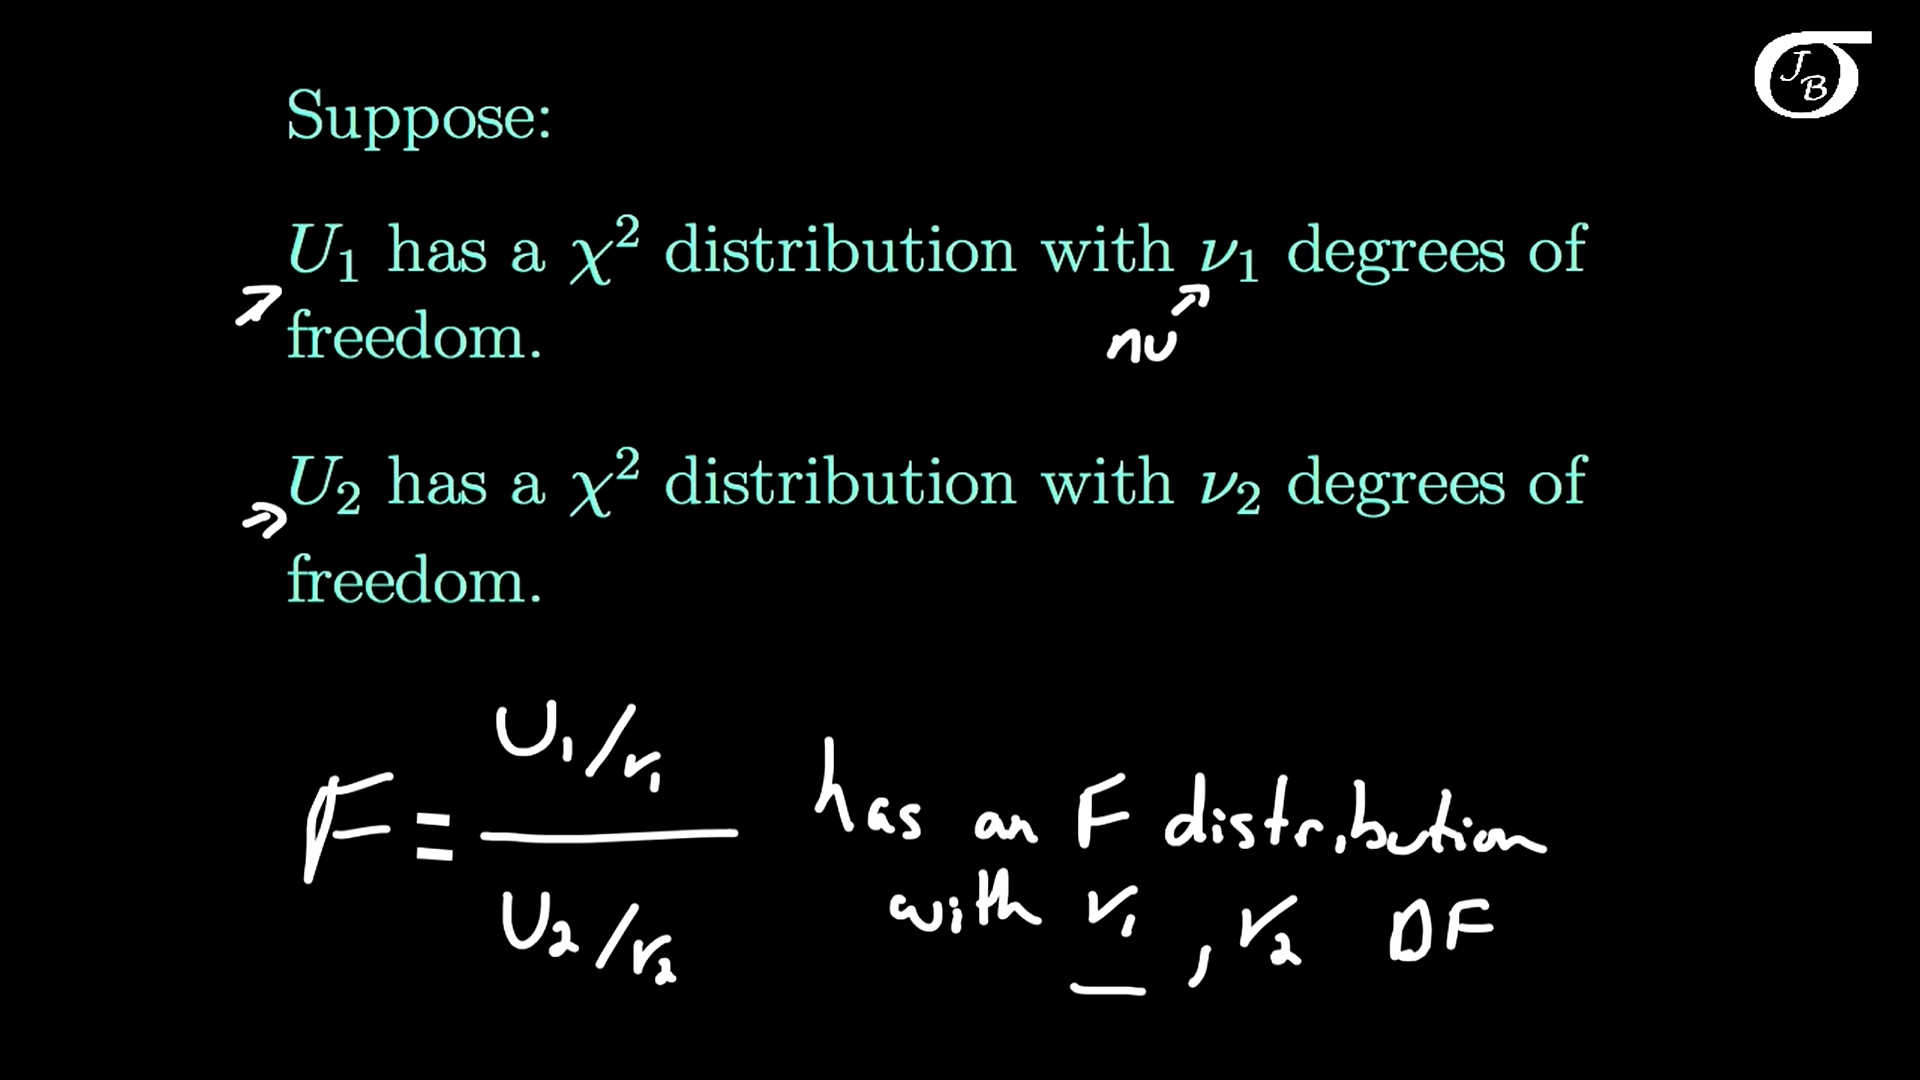 JB
Suppose:
U₁ has a χ² distribution with ν₁ degrees of
freedom.
nu
U₂ has a χ² distribution with ν₂ degrees of
freedom.
F = (U₁/ν₁) / (U₂/ν₂) has an F distribution
with ν₁, ν₂ DF